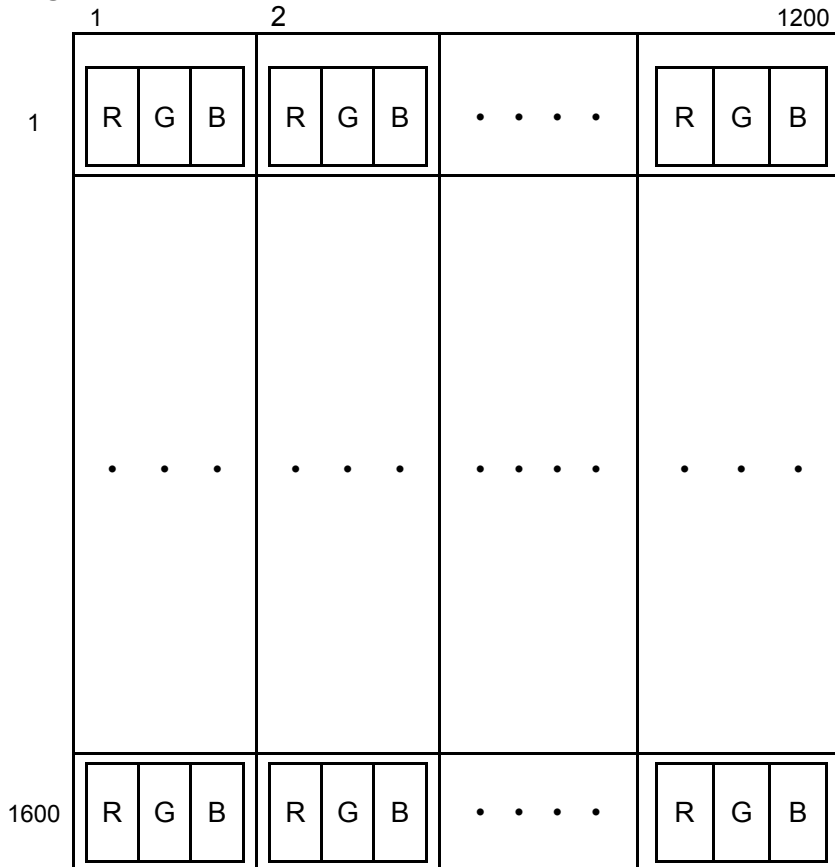 1 2 1200
1 R G B R G B • • • • R G B
• • • • • • • • • • • • •
1600 R G B R G B • • • • R G B